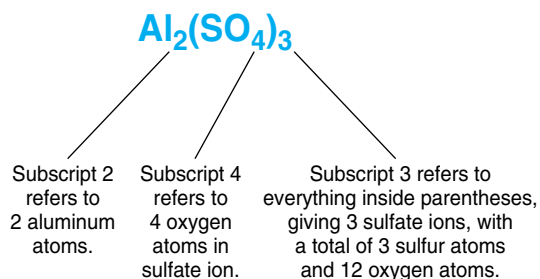 Al₂(SO₄)₃
Subscript 2
refers to
2 aluminum
atoms.
Subscript 4
refers to
4 oxygen
atoms in
sulfate ion.
Subscript 3 refers to
everything inside parentheses,
giving 3 sulfate ions, with
a total of 3 sulfur atoms
and 12 oxygen atoms.